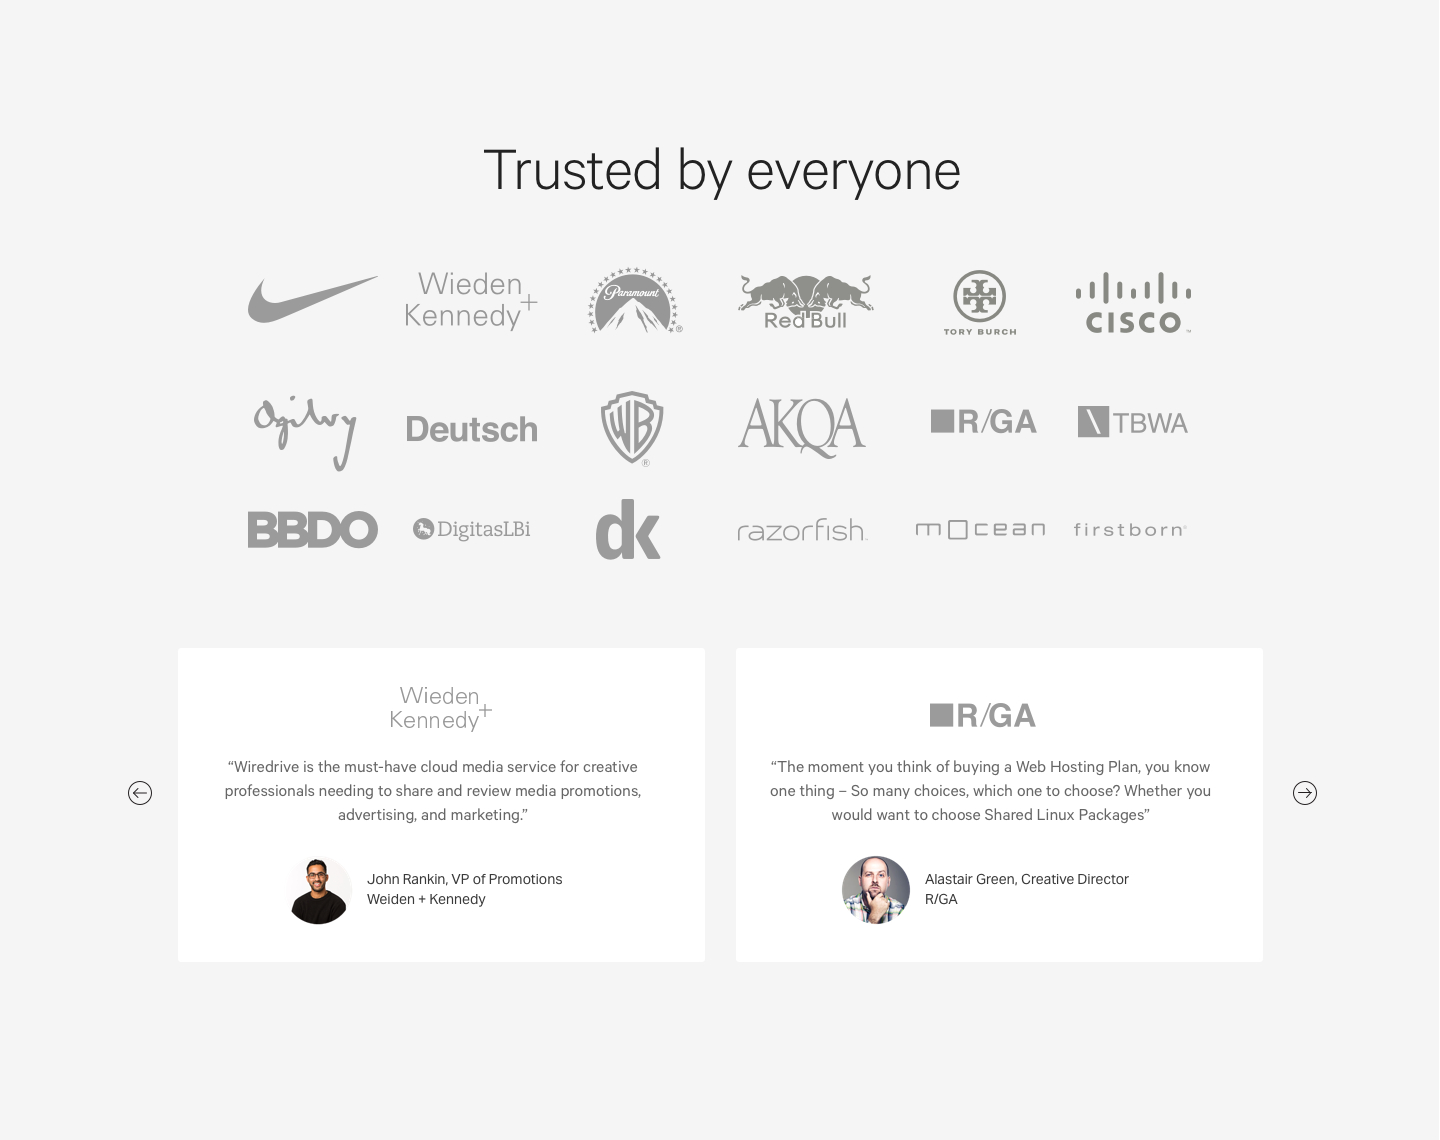 Trusted by everyone
Wieden
Kennedy+
Paramount®
Red Bull
TORY BURCH
CISCO™
Ogilvy
Deutsch
WB®
AKQA
R/GA
\TBWA
BBDO
DigitasLBi
dk
razorfish
mOcean
firstborn
Wieden
Kennedy+
“Wiredrive is the must-have cloud media service for creative
professionals needing to share and review media promotions,
advertising, and marketing.”
John Rankin, VP of Promotions
Weiden + Kennedy
R/GA
“The moment you think of buying a Web Hosting Plan, you know
one thing – So many choices, which one to choose? Whether you
would want to choose Shared Linux Packages”
Alastair Green, Creative Director
R/GA